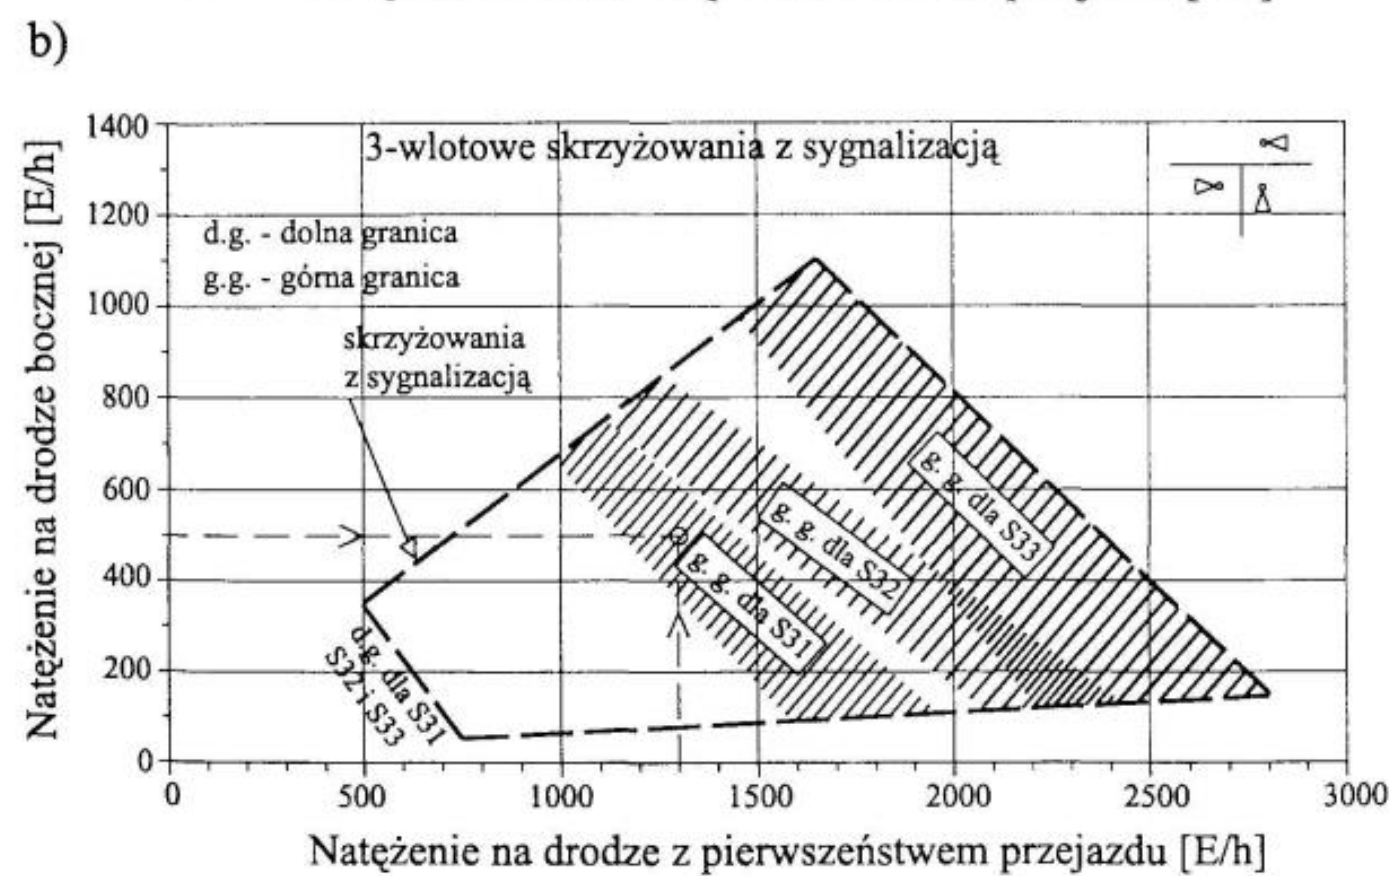 b)
3-wlotowe skrzyżowania z sygnalizacją
1400
1200
1000
800
600
400
200
0
Natężenie na drodze bocznej [E/h]
d.g. - dolna granica
g.g. - górna granica
skrzyżowania
z sygnalizacją
g. g. dla S33
g. g. dla S32
g. g. dla S31
d.g. dla S31
S32 i S33
0
500
1000
1500
2000
2500
3000
Natężenie na drodze z pierwszeństwem przejazdu [E/h]